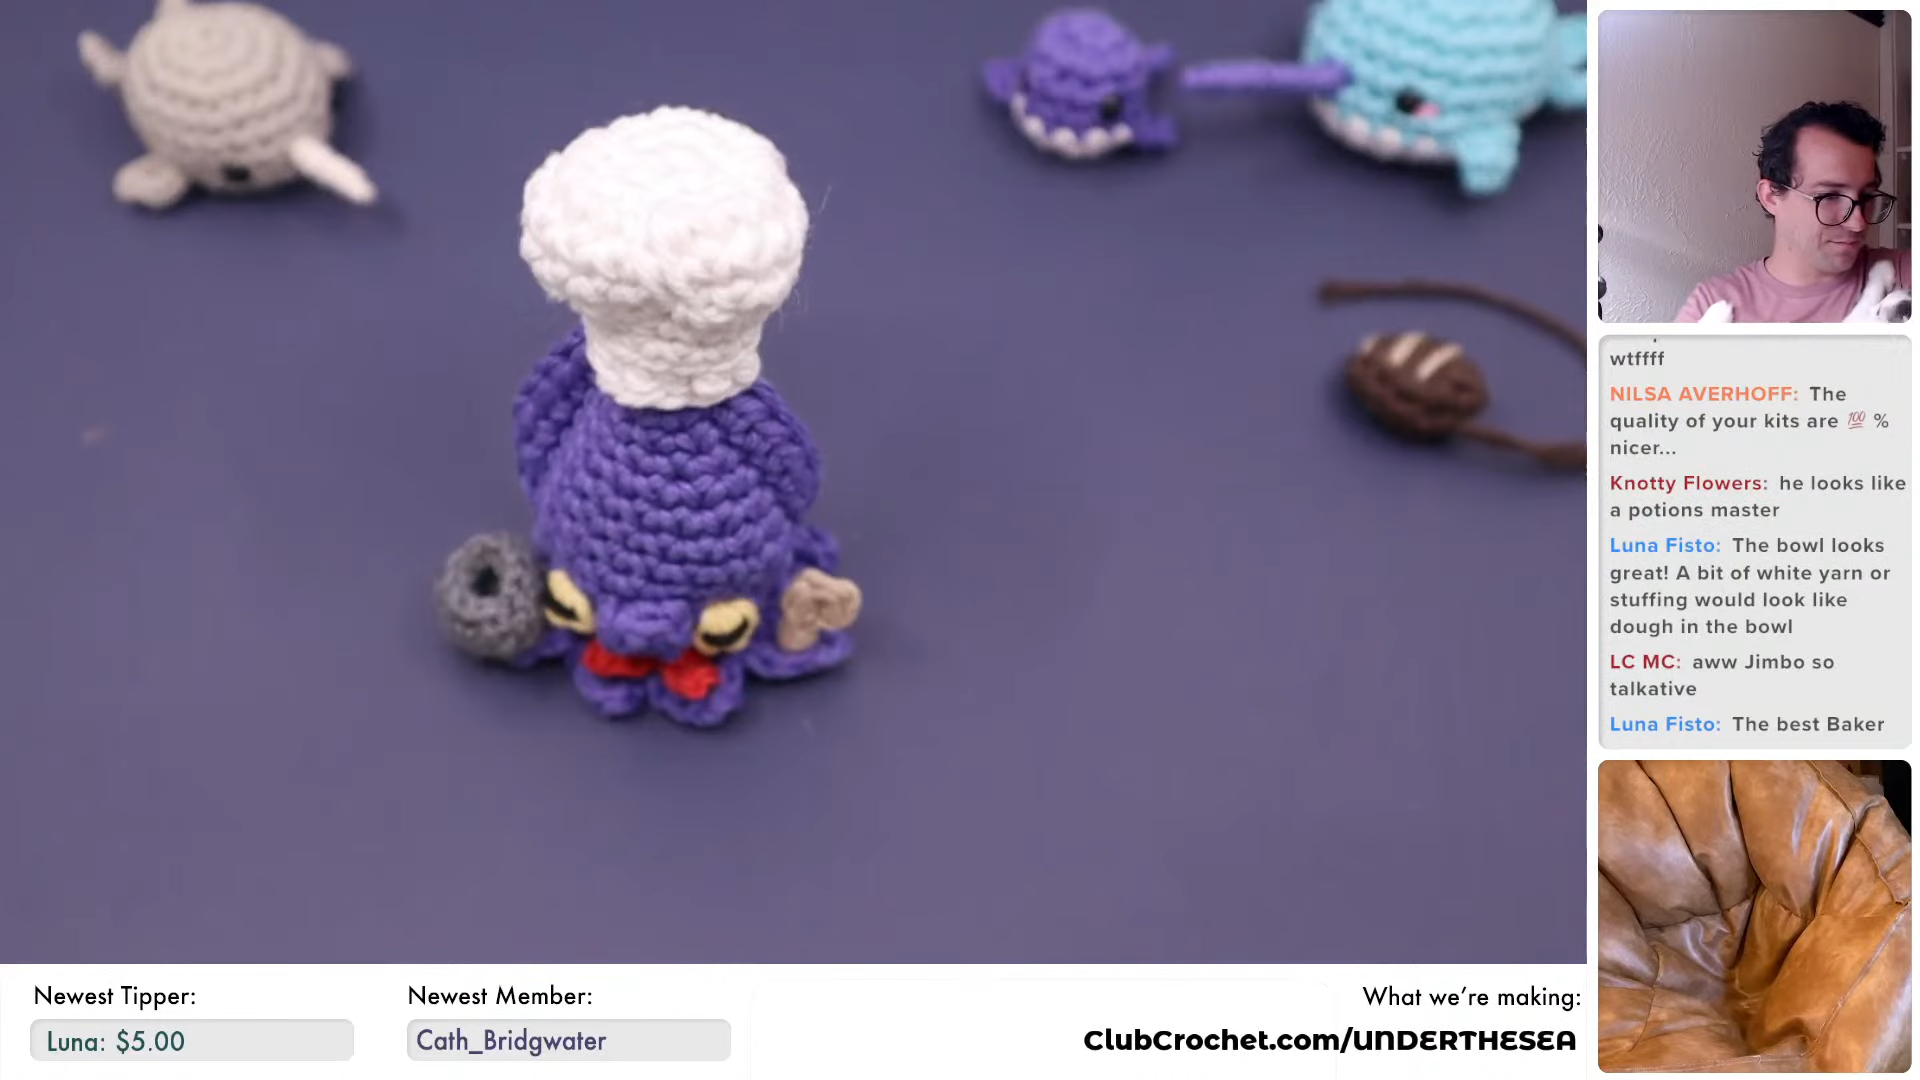 wtffff
NILSA AVERHOFF: The
quality of your kits are 💯 %
nicer...
Knotty Flowers: he looks like
a potions master
Luna Fisto: The bowl looks
great! A bit of white yarn or
stuffing would look like
dough in the bowl
LC MC: aww Jimbo so
talkative
Luna Fisto: The best Baker
Newest Tipper:
Luna: $5.00
Newest Member:
Cath_Bridgwater
What we're making:
ClubCrochet.com/UNDERTHESEA